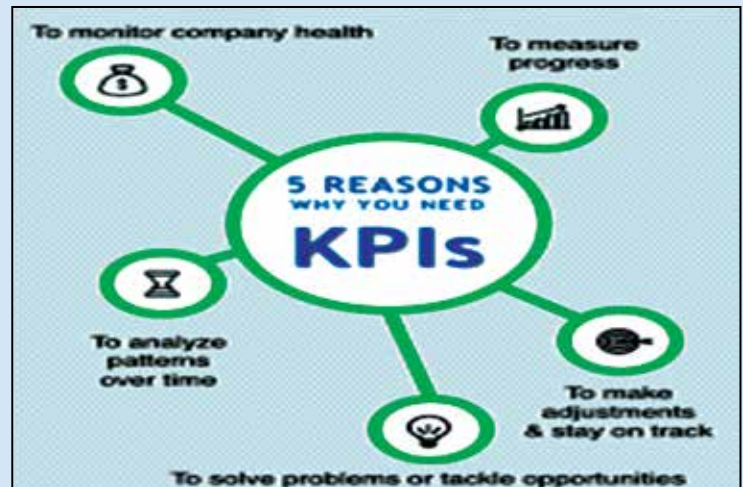 To monitor company health
To measure
progress
5 REASONS
WHY YOU NEED
KPIs
To analyze
patterns
over time
To make
adjustments
& stay on track
To solve problems or tackle opportunities